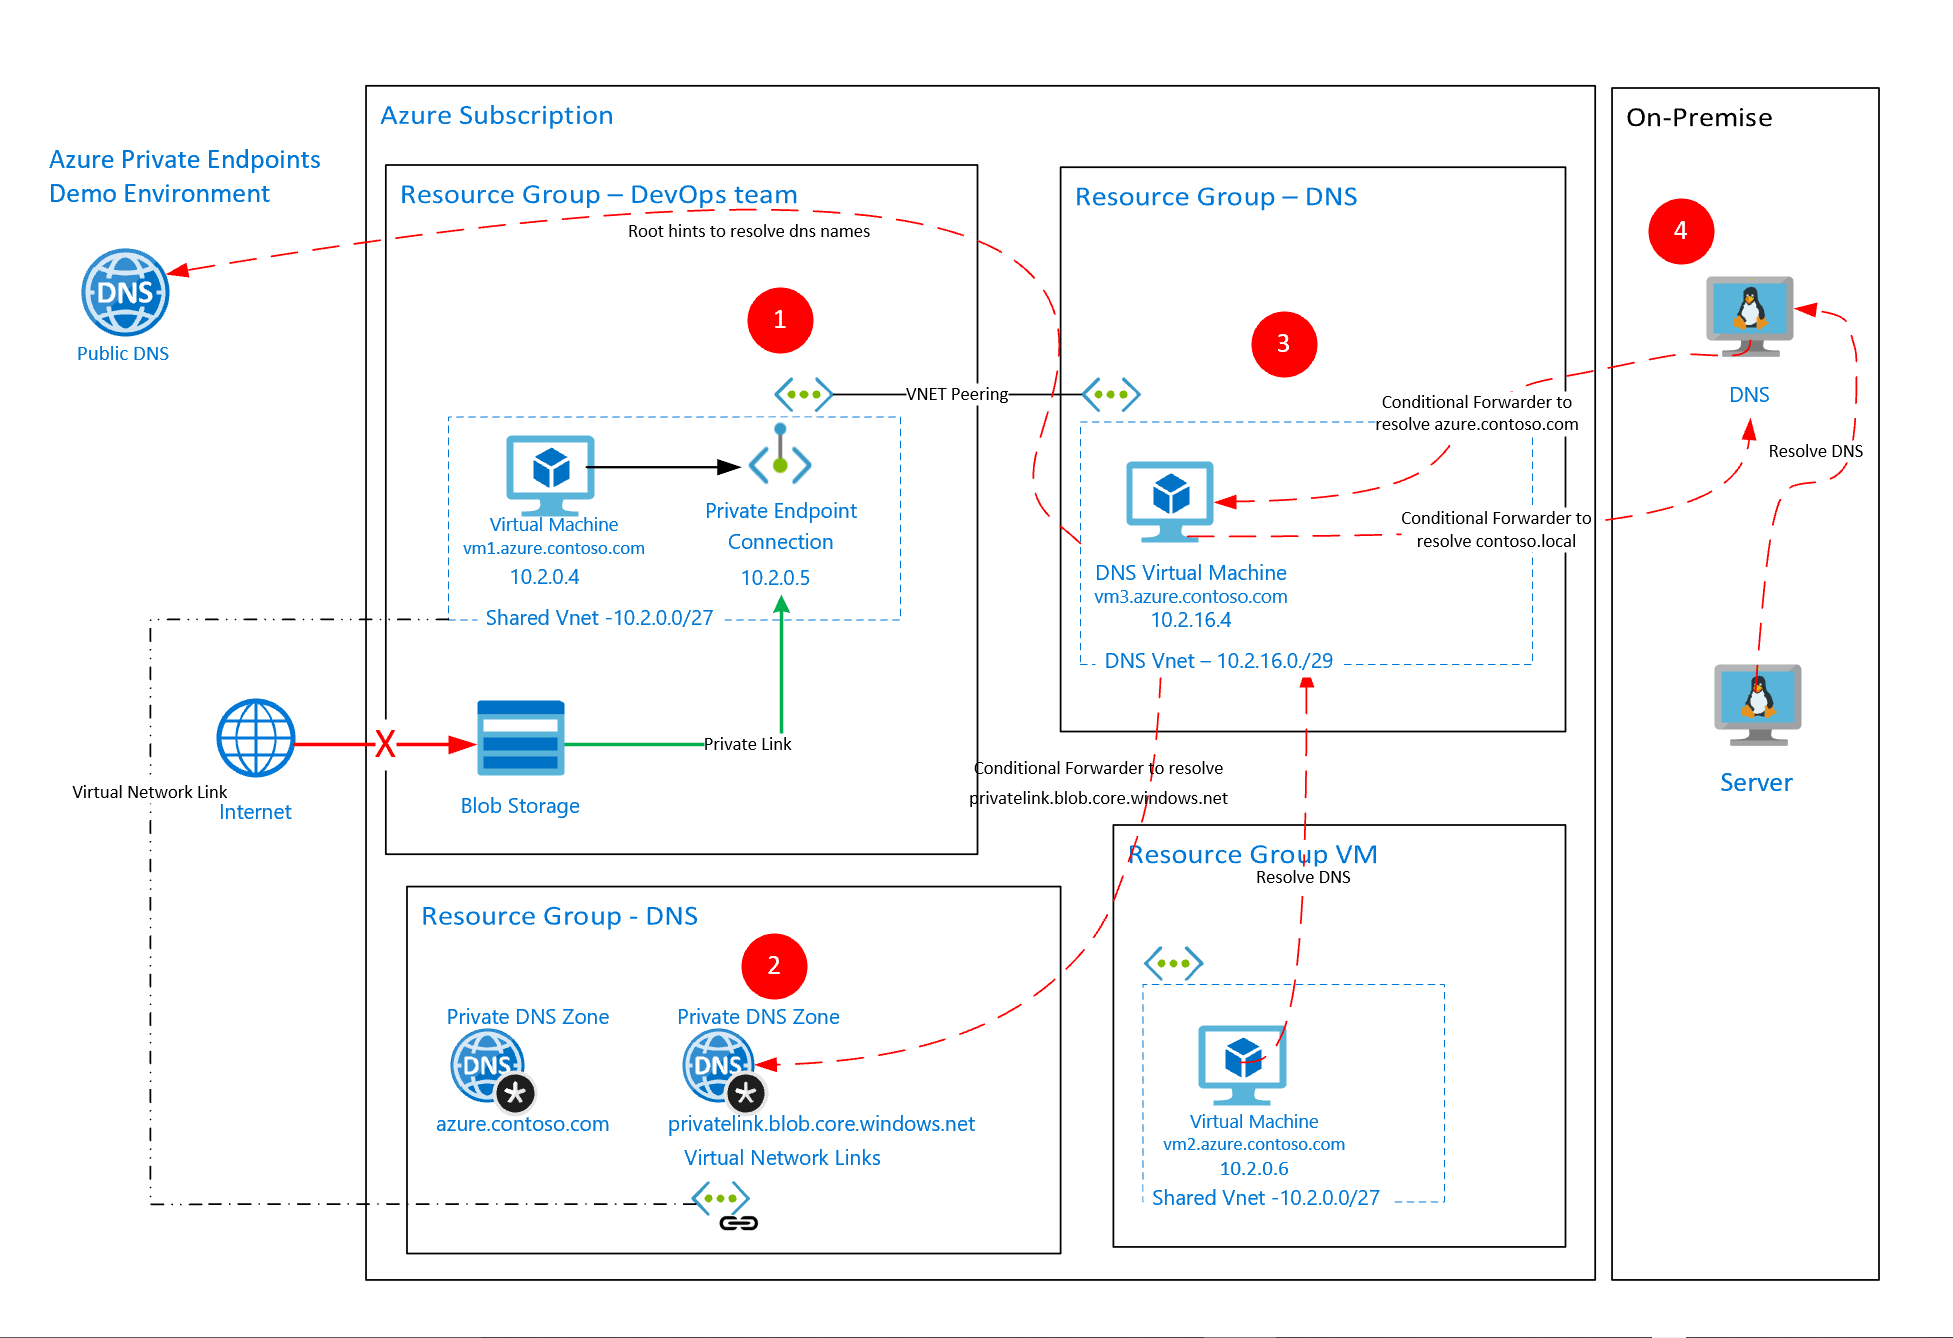 Azure Private Endpoints
Demo Environment
DNS
Public DNS
Azure Subscription
Resource Group – DevOps team
Root hints to resolve dns names
1
VNET Peering
Virtual Machine
vm1.azure.contoso.com
10.2.0.4
Private Endpoint
Connection
10.2.0.5
Shared Vnet -10.2.0.0/27
X
Internet
Virtual Network Link
Blob Storage
Private Link
Resource Group – DNS
3
Conditional Forwarder to
resolve azure.contoso.com
Conditional Forwarder to
resolve contoso.local
DNS Virtual Machine
vm3.azure.contoso.com
10.2.16.4
DNS Vnet – 10.2.16.0./29
Conditional Forwarder to resolve
privatelink.blob.core.windows.net
Resource Group - DNS
2
Private DNS Zone
DNS
*
azure.contoso.com
Private DNS Zone
DNS
*
privatelink.blob.core.windows.net
Virtual Network Links
Resource Group VM
Resolve DNS
Virtual Machine
vm2.azure.contoso.com
10.2.0.6
Shared Vnet -10.2.0.0/27
On-Premise
4
DNS
Resolve DNS
Server